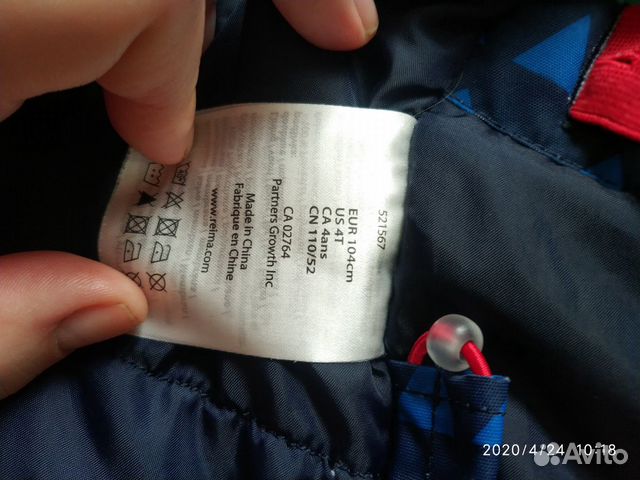 521567
EUR 104cm
US 4T
CA 4ans
CN 110/52
CA 02764
Partners Growth Inc
Made in China
Fabrique en Chine
www.reima.com
2020/4/24 10:18
Avito